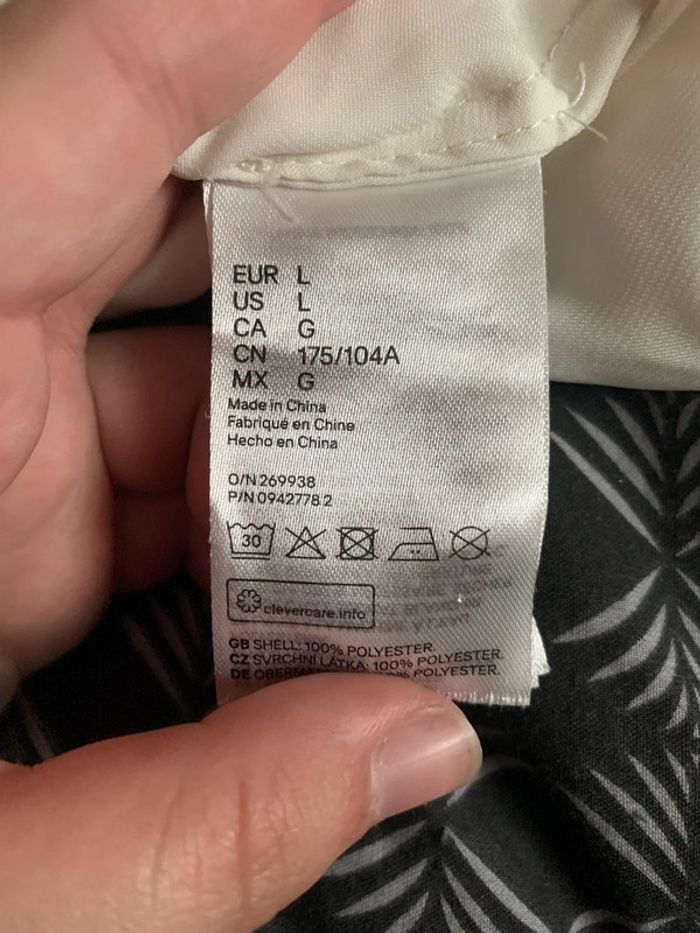 EUR L
US L
CA G
CN 175/104A
MX G
Made in China
Fabriqué en Chine
Hecho en China
O/N 269938
P/N 0942778 2
30
clevercare.info
GB SHELL: 100% POLYESTER.
CZ SVRCHNÍ LÁTKA: 100% POLYESTER.
DE 100% POLYESTER.